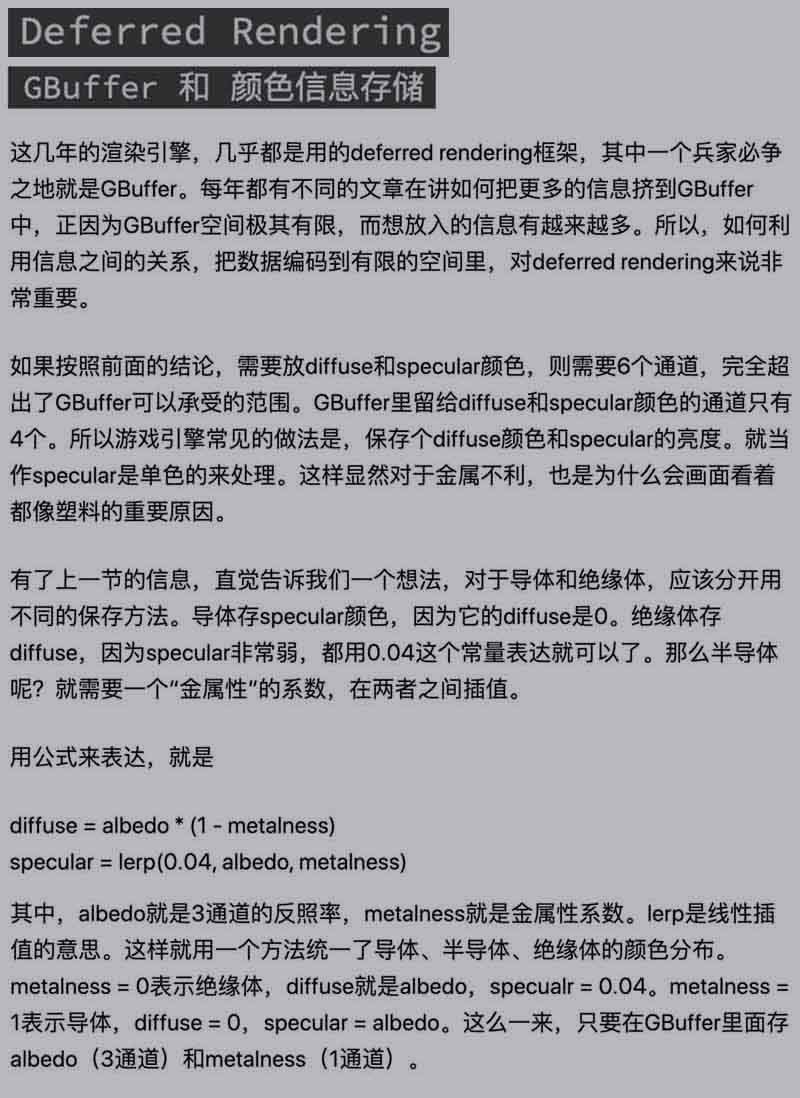 Deferred Rendering
GBuffer 和 颜色信息存储
这几年的渲染引擎，几乎都是用的deferred rendering框架，其中一个兵家必争
之地就是GBuffer。每年都有不同的文章在讲如何把更多的信息挤到GBuffer
中，正因为GBuffer空间极其有限，而想放入的信息有越来越多。所以，如何利
用信息之间的关系，把数据编码到有限的空间里，对deferred rendering来说非
常重要。
如果按照前面的结论，需要放diffuse和specular颜色，则需要6个通道，完全超
出了GBuffer可以承受的范围。GBuffer里留给diffuse和specular颜色的通道只有
4个。所以游戏引擎常见的做法是，保存个diffuse颜色和specular的亮度。就当
作specular是单色的来处理。这样显然对于金属不利，也是为什么会画面看着
都像塑料的重要原因。
有了上一节的信息，直觉告诉我们一个想法，对于导体和绝缘体，应该分开用
不同的保存方法。导体存specular颜色，因为它的diffuse是0。绝缘体存
diffuse，因为specular非常弱，都用0.04这个常量表达就可以了。那么半导体
呢？就需要一个“金属性”的系数，在两者之间插值。
用公式来表达，就是
diffuse = albedo * (1 - metalness)
specular = lerp(0.04, albedo, metalness)
其中，albedo就是3通道的反照率，metalness就是金属性系数。lerp是线性插
值的意思。这样就用一个方法统一了导体、半导体、绝缘体的颜色分布。
metalness = 0表示绝缘体，diffuse就是albedo，specualr = 0.04。metalness =
1表示导体，diffuse = 0，specular = albedo。这么一来，只要在GBuffer里面存
albedo（3通道）和metalness（1通道）。